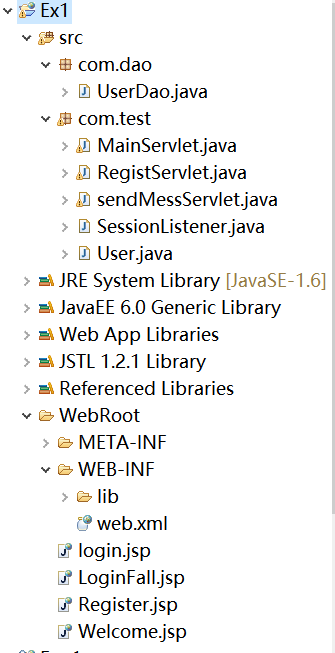 Ex1
src
com.dao
UserDao.java
com.test
MainServlet.java
RegistServlet.java
sendMessServlet.java
SessionListener.java
User.java
JRE System Library [JavaSE-1.6]
JavaEE 6.0 Generic Library
Web App Libraries
JSTL 1.2.1 Library
Referenced Libraries
WebRoot
META-INF
WEB-INF
lib
web.xml
login.jsp
LoginFall.jsp
Register.jsp
Welcome.jsp